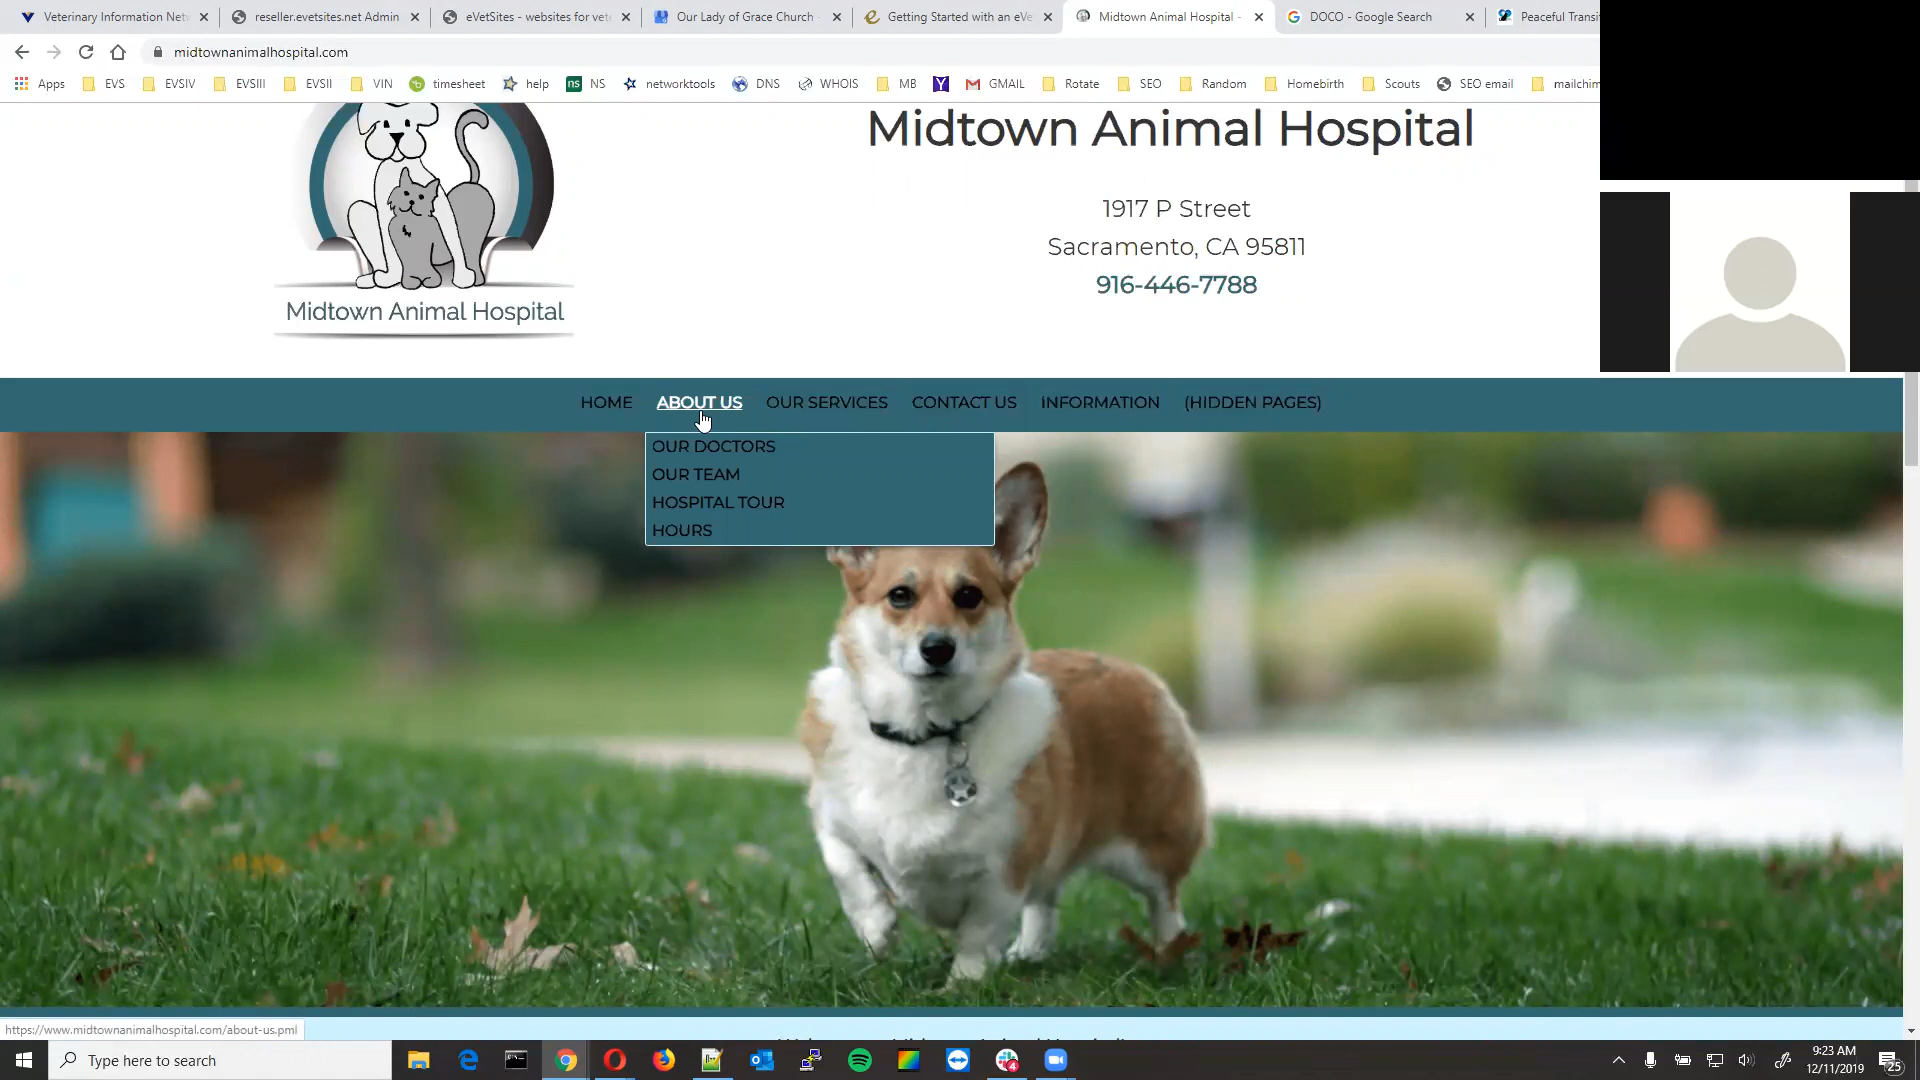 Veterinary Information Net
reseller.evetsites.net Admin
eVetSites - websites for vete
Our Lady of Grace Church -
Getting Started with an eVe
Midtown Animal Hospital -
DOCO - Google Search
Peaceful Transi
midtownanimalhospital.com
Apps
EVS
EVSIV
EVSIII
EVSII
VIN
timesheet
help
ns
NS
networktools
DNS
WHOIS
MB
GMAIL
Rotate
SEO
Random
Homebirth
Scouts
SEO email
mailchim
Midtown Animal Hospital
Midtown Animal Hospital
1917 P Street
Sacramento, CA 95811
916-446-7788
HOME
ABOUT US
OUR SERVICES
CONTACT US
INFORMATION
(HIDDEN PAGES)
OUR DOCTORS
OUR TEAM
HOSPITAL TOUR
HOURS
https://www.midtownanimalhospital.com/about-us.pml
Type here to search
4
9:23 AM
12/11/2019
25